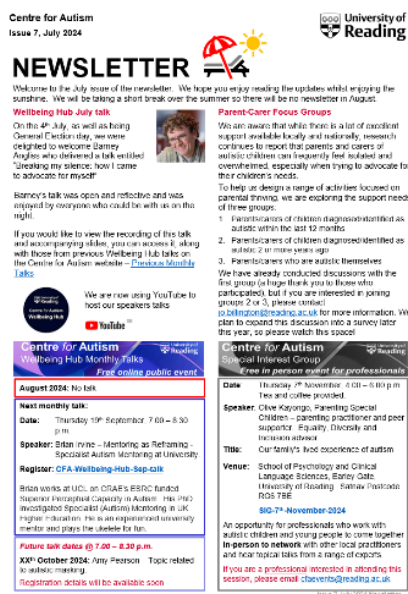 Centre for Autism
Issue 7, July 2024
University of
Reading
NEWSLETTER
Welcome to the July issue of the newsletter. We hope you enjoy reading the updates whilst enjoying the
sunshine. We will be taking a short break over the summer so there will be no newsletter in August.
Wellbeing Hub July talk
On the 4th July, as well as being
General Election day, we were
delighted to welcome Barney
Angliss who delivered a talk entitled
"Breaking my silence: how I came
to advocate for myself"
Barney's talk was open and reflective and was
enjoyed by everyone who could be with us on the
night.
If you would like to view the recording of this talk
and accompanying slides, you can access it, along
with those from previous Wellbeing Hub talks on
the Centre for Autism website – Previous Monthly
Talks
Centre for Autism
Wellbeing Hub
We are now using YouTube to
host our speakers talks
YouTube
Parent-Carer Focus Groups
We are aware that while there is a lot of excellent
support available locally and nationally, research
continues to report that parents and carers of
autistic children can frequently feel isolated and
overwhelmed, especially when trying to advocate for
their children's needs.
To help us design a range of activities focused on
parental wellbeing, we are exploring the support needs
of three groups.
1 Parents/carers of children diagnosed/identified as
autistic within the last 12 months
2. Parents/carers of children diagnosed/identified as
autistic 2 or more years ago
3. Parents/carers who are autistic themselves
We have already conducted discussions with the
first group (a huge thank you to those who
participated), but if you are interested in joining
groups 2 or 3, please contact
jo.billington@reading.ac.uk for more information. We
plan to expand this discussion into a survey later
this year, so please watch this space!
Centre for Autism
Wellbeing Hub Monthly Talks
University of
Reading
Free online public event
August 2024: No talk
Next monthly talk:
Date: Thursday 19th September 7.00 – 8.30
p.m.
Speaker: Brian Irvine – Mentoring as Reframing -
Specialist Autism Mentoring at University.
Register: CFA-Wellbeing-Hub-Sep-talk
Brian works at UCL on CRAE's ESRC funded
Superior Perceptual Capacity in Autism. His PhD
investigated Specialist (Autism) Mentoring in UK
Higher Education. He is an experienced university
mentor and plays the ukelele for fun.
Future talk dates @ 7.00 – 8.30 p.m.
XXth October 2024: Amy Pearson Topic related
to autistic masking.
Registration details will be available soon
Centre for Autism
Special Interest Group
University of
Reading
Free in person event for professionals
Date Thursday 7th November, 4.00 – 6.00 p.m.
Tea and coffee provided.
Speaker: Clive Kayongo, Parenting Special
Children – parenting practitioner and peer
supporter. Equality, Diversity and
Inclusion advisor.
Title: Our family's lived experience of autism
Venue: School of Psychology and Clinical
Language Sciences, Earley Gate,
University of Reading. Satnav Postcode
RG6 7BE
SIG-7th-November-2024
An opportunity for professionals who work with
autistic children and young people to come together
in-person to network with other local practitioners
and hear topical talks from a range of experts
If you are a professional interested in attending this
session, please email cfaevents@reading.ac.uk